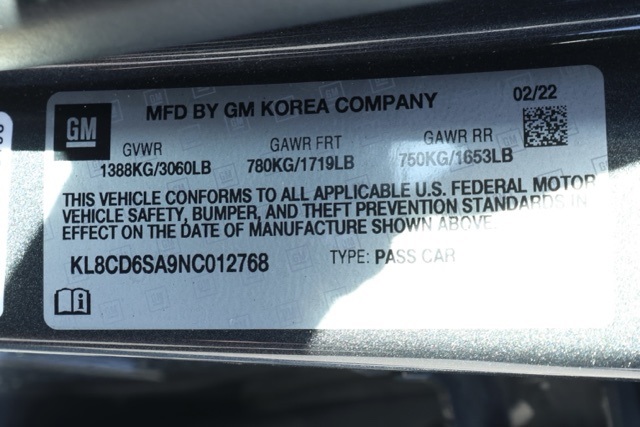 MFD BY GM KOREA COMPANY 02/22
GM
GVWR GAWR FRT GAWR RR
1388KG/3060LB 780KG/1719LB 750KG/1653LB
THIS VEHICLE CONFORMS TO ALL APPLICABLE U.S. FEDERAL MOTOR
VEHICLE SAFETY, BUMPER, AND THEFT PREVENTION STANDARDS IN
EFFECT ON THE DATE OF MANUFACTURE SHOWN ABOVE.
KL8CD6SA9NC012768 TYPE: PASS CAR